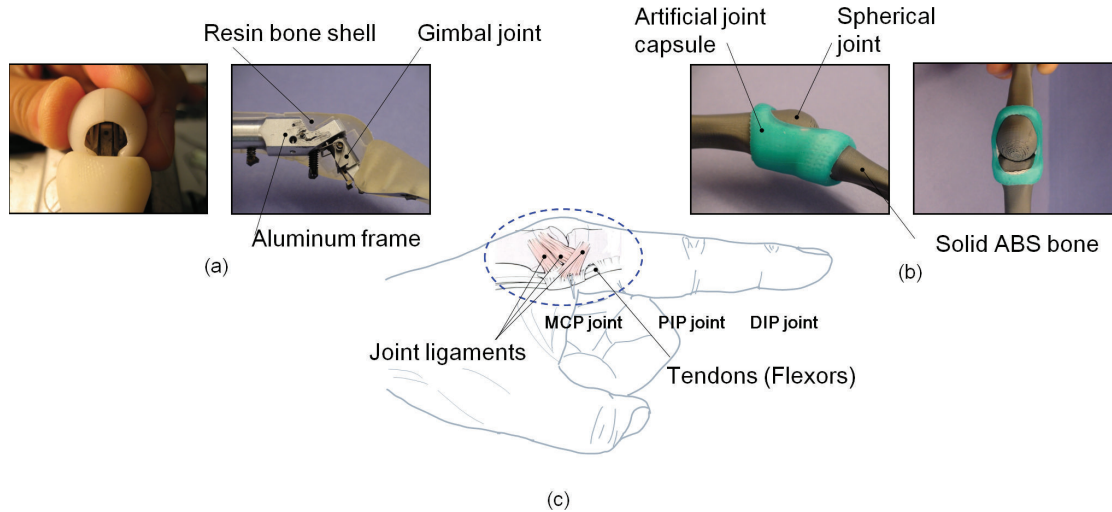 Resin bone shell
Gimbal joint
Artificial joint
capsule
Spherical
joint
Aluminum frame
(a)
Solid ABS bone
(b)
MCP joint
PIP joint
DIP joint
Joint ligaments
Tendons (Flexors)
(c)